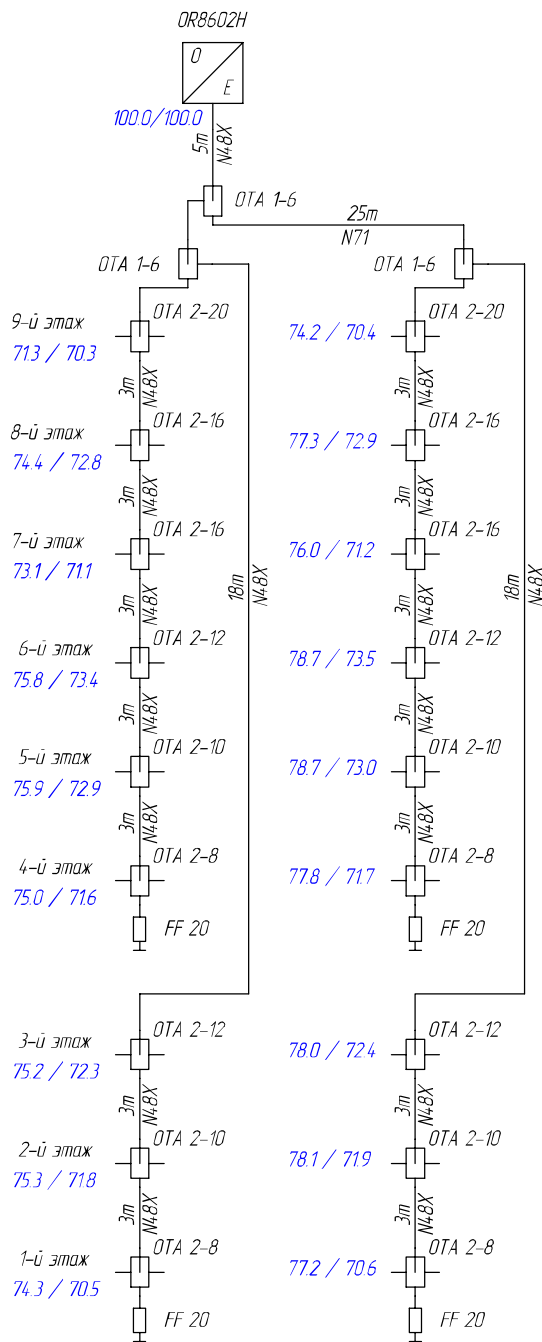 OR8602H
O
E
100.0/100.0
5m
N48X
OTA 1-6
25m
N71
OTA 1-6
OTA 1-6
OTA 2-20
OTA 2-20
9-й этаж
71.3 / 70.3
74.2 / 70.4
3m
N48X
3m
N48X
OTA 2-16
OTA 2-16
8-й этаж
74.4 / 72.8
77.3 / 72.9
3m
N48X
3m
N48X
OTA 2-16
OTA 2-16
7-й этаж
73.1 / 71.1
76.0 / 71.2
18m
N48X
18m
N48X
3m
N48X
3m
N48X
OTA 2-12
OTA 2-12
6-й этаж
75.8 / 73.4
78.7 / 73.5
3m
N48X
3m
N48X
OTA 2-10
OTA 2-10
5-й этаж
75.9 / 72.9
78.7 / 73.0
3m
N48X
3m
N48X
OTA 2-8
OTA 2-8
4-й этаж
75.0 / 71.6
77.8 / 71.7
FF 20
FF 20
OTA 2-12
OTA 2-12
3-й этаж
75.2 / 72.3
78.0 / 72.4
3m
N48X
3m
N48X
OTA 2-10
OTA 2-10
2-й этаж
75.3 / 71.8
78.1 / 71.9
3m
N48X
3m
N48X
OTA 2-8
OTA 2-8
1-й этаж
74.3 / 70.5
77.2 / 70.6
FF 20
FF 20